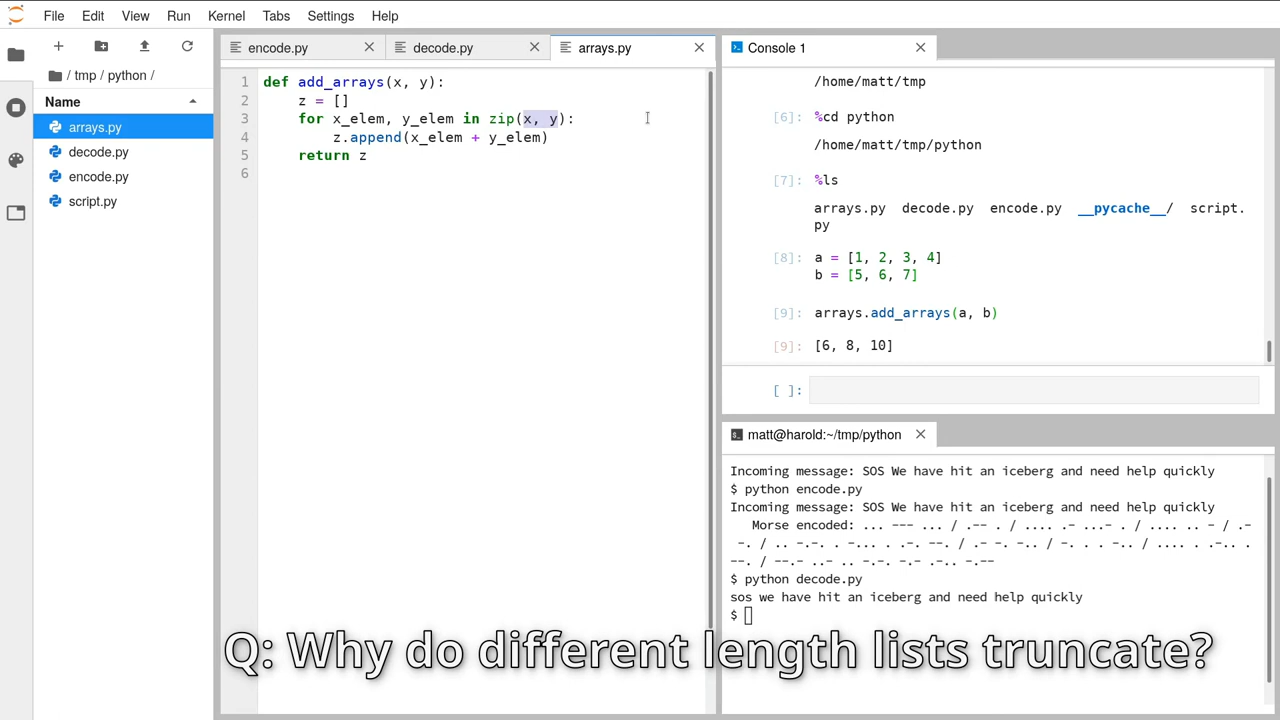 File Edit View Run Kernel Tabs Settings Help
/ tmp / python /
Name
arrays.py
decode.py
encode.py
script.py
encode.py decode.py arrays.py
1 def add_arrays(x, y):
2 z = []
3 for x_elem, y_elem in zip(x, y):
4 z.append(x_elem + y_elem)
5 return z
6
Console 1
/home/matt/tmp
[6]: %cd python
/home/matt/tmp/python
[7]: %ls
arrays.py decode.py encode.py __pycache__/ script.
py
[8]: a = [1, 2, 3, 4]
b = [5, 6, 7]
[9]: arrays.add_arrays(a, b)
[9]: [6, 8, 10]
[ ]:
matt@harold:~/tmp/python
Incoming message: SOS We have hit an iceberg and need help quickly
$ python encode.py
Incoming message: SOS We have hit an iceberg and need help quickly
Morse encoded: ... --- ... / .-- . / .... .- ...- . / .... .. - / .-
-. / .. -.-. . -... . .-. --. / .- -. -.. / -. . . -.. / .... . .-.. .
--. / --.- ..- .. -.-. -.- .-.. -.--
$ python decode.py
sos we have hit an iceberg and need help quickly
$
Q: Why do different length lists truncate?